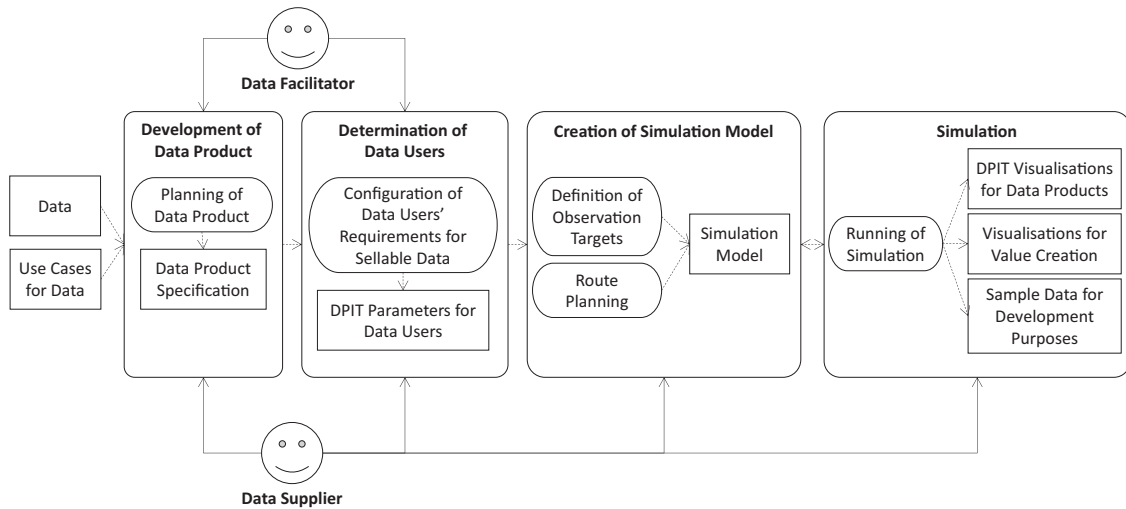 Data Facilitator
Development of
Data Product
Determination of
Data Users
Creation of Simulation Model
Simulation
Data
Use Cases
for Data
Planning of
Data Product
Data Product
Specification
Configuration of
Data Users'
Requirements for
Sellable Data
DPIT Parameters for
Data Users
Definition of
Observation
Targets
Route
Planning
Simulation
Model
Running of
Simulation
DPIT Visualisations
for Data Products
Visualisations for
Value Creation
Sample Data for
Development
Purposes
Data Supplier